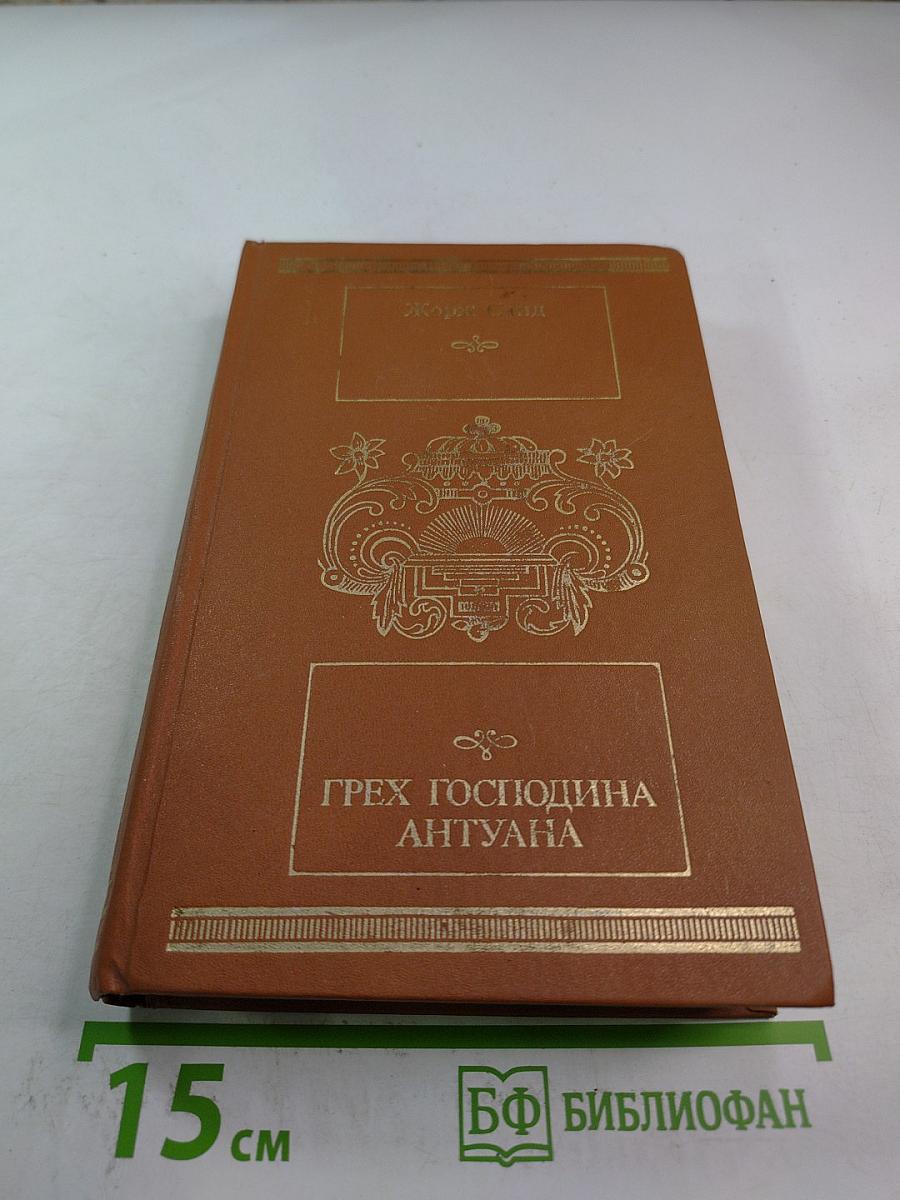 Жорж Санд
ГРЕХ ГОСПОДИНА
АНТУАНА
15 см
БФ БИБЛИОФАН